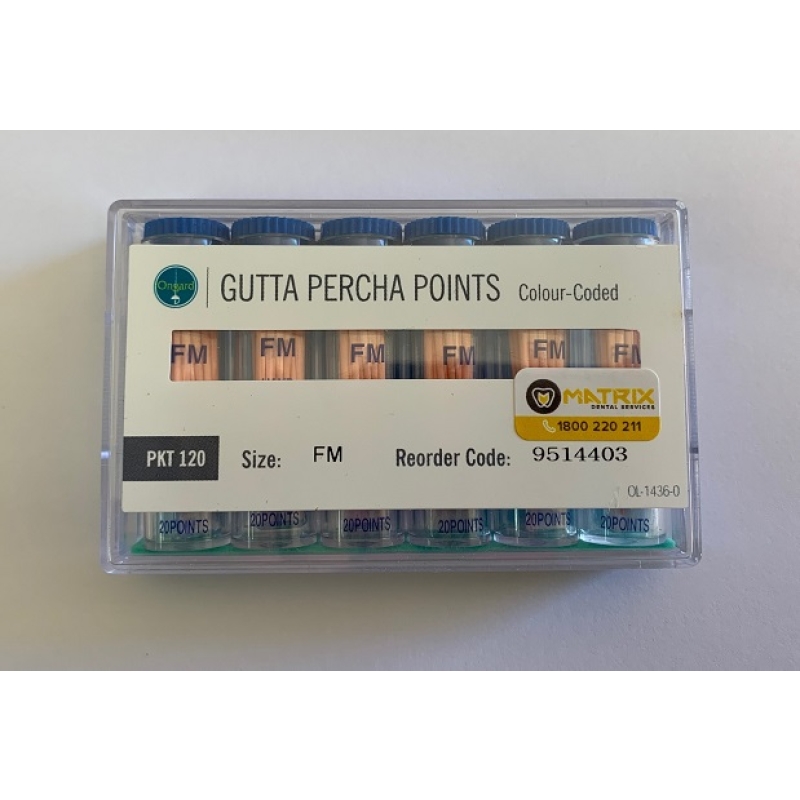 Ongard
GUTTA PERCHA POINTS Colour-Coded
FM FM FM FM FM FM
MATRIX
DENTAL SERVICES
1800 220 211
PKT 120 Size: FM Reorder Code: 9514403
OL-1436-0
20POINTS 20POINTS 20POINTS 20POINTS 20POINTS 20POINTS